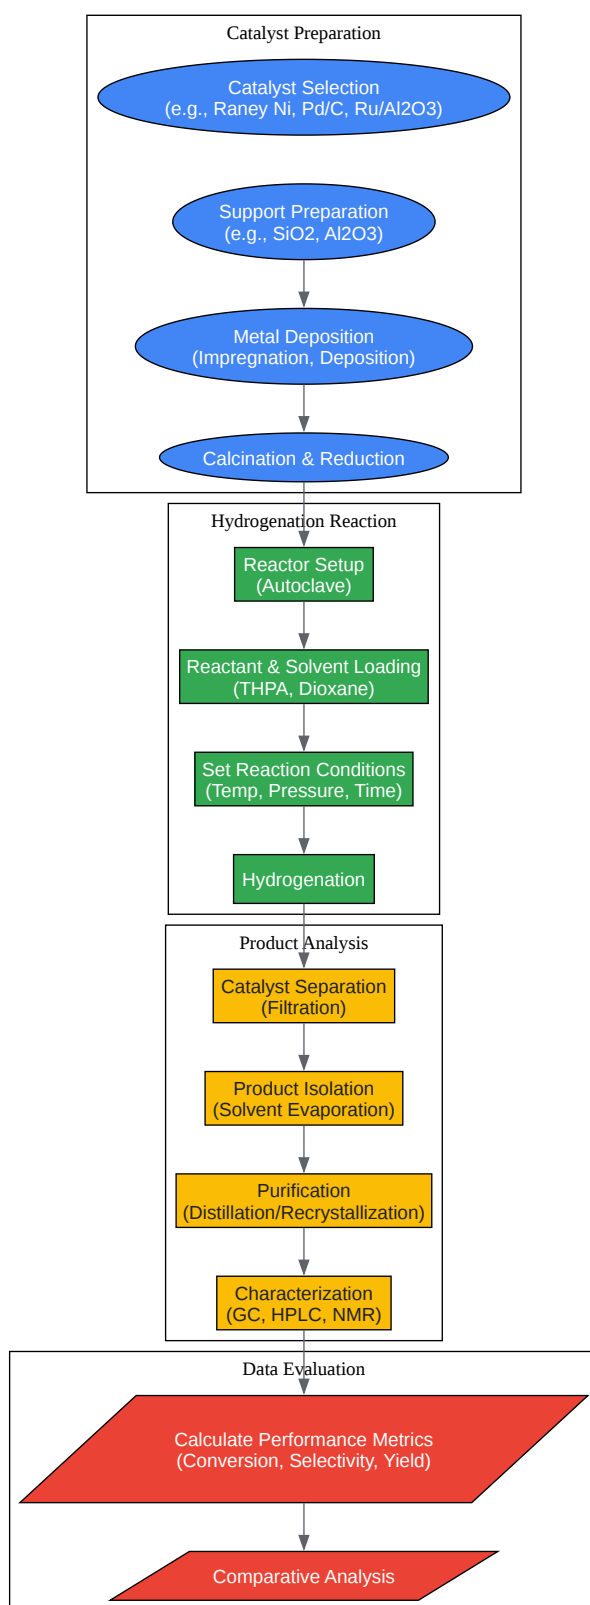 Catalyst Preparation
Catalyst Selection
(e.g., Raney Ni, Pd/C, Ru/Al2O3)
Support Preparation
(e.g., SiO2, Al2O3)
Metal Deposition
(Impregnation, Deposition)
Calcination & Reduction
Hydrogenation Reaction
Reactor Setup
(Autoclave)
Reactant & Solvent Loading
(THPA, Dioxane)
Set Reaction Conditions
(Temp, Pressure, Time)
Hydrogenation
Product Analysis
Catalyst Separation
(Filtration)
Product Isolation
(Solvent Evaporation)
Purification
(Distillation/Recrystallization)
Characterization
(GC, HPLC, NMR)
Data Evaluation
Calculate Performance Metrics
(Conversion, Selectivity, Yield)
Comparative Analysis